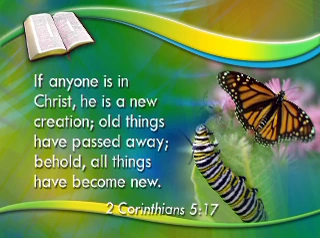 If anyone is in
Christ, he is a new
creation; old things
have passed away;
behold, all things
have become new.
2 Corinthians 5:17